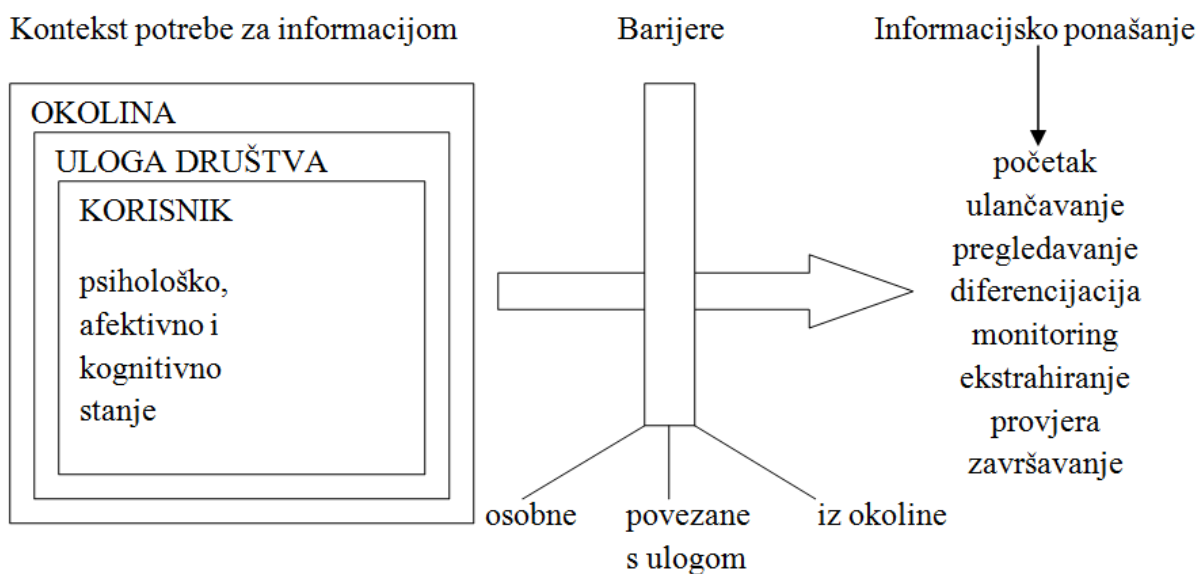 Kontekst potrebe za informacijom
Barijere
Informacijsko ponašanje
OKOLINA
ULOGA DRUŠTVA
KORISNIK
psihološko,
afektivno i
kognitivno
stanje
osobne
povezane
s ulogom
iz okoline
početak
ulančavanje
pregledavanje
diferencijacija
monitoring
ekstrahiranje
provjera
završavanje